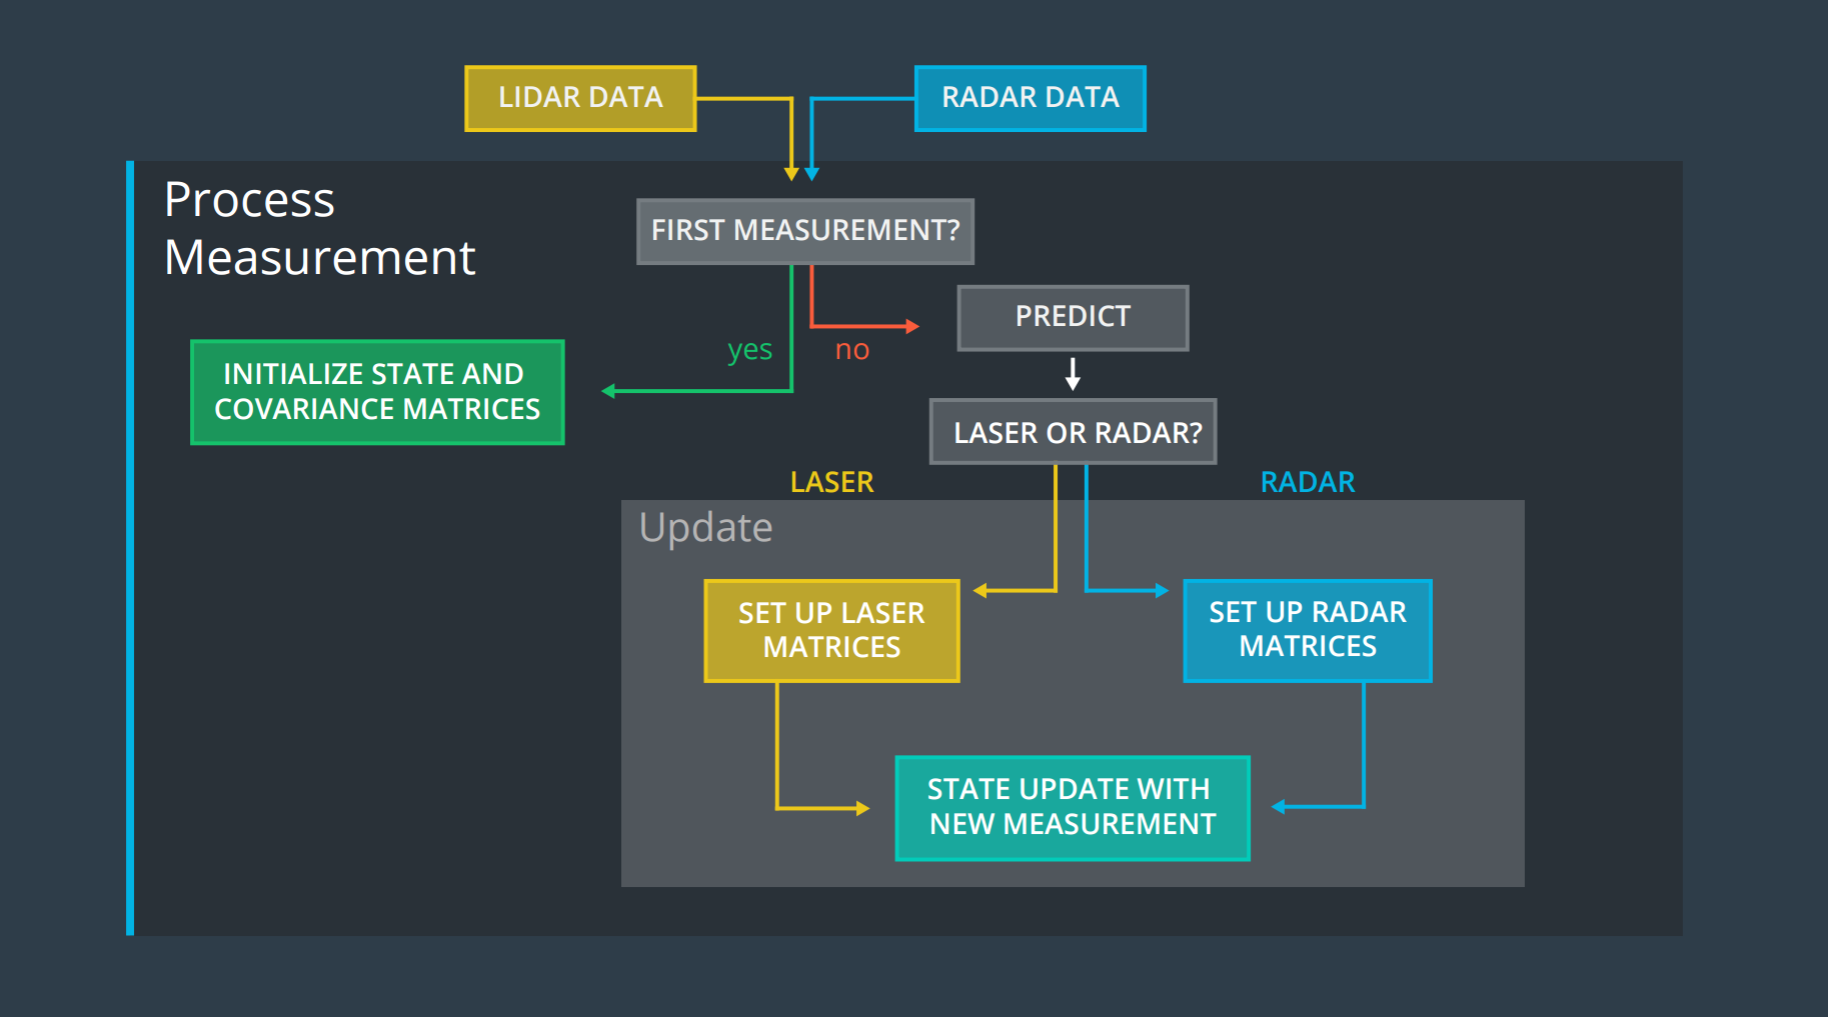 LIDAR DATA
RADAR DATA
Process
Measurement
FIRST MEASUREMENT?
PREDICT
yes
no
INITIALIZE STATE AND
COVARIANCE MATRICES
LASER OR RADAR?
LASER
RADAR
Update
SET UP LASER
MATRICES
SET UP RADAR
MATRICES
STATE UPDATE WITH
NEW MEASUREMENT